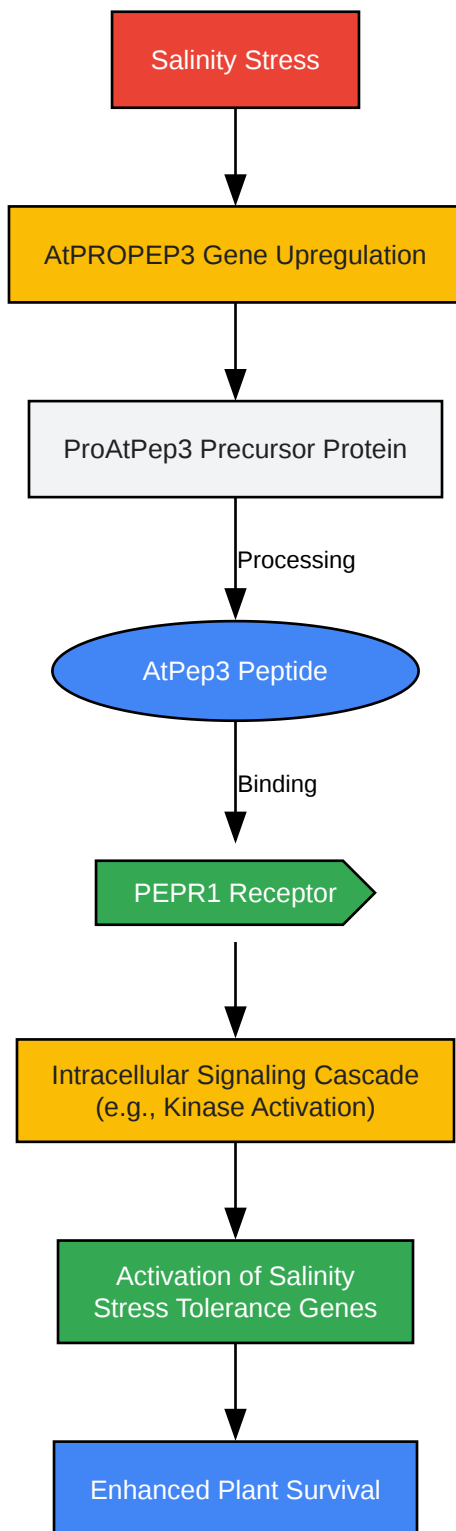 Salinity Stress
AtPROPEP3 Gene Upregulation
ProAtPep3 Precursor Protein
Processing
AtPep3 Peptide
Binding
PEPR1 Receptor
Intracellular Signaling Cascade
(e.g., Kinase Activation)
Activation of Salinity
Stress Tolerance Genes
Enhanced Plant Survival